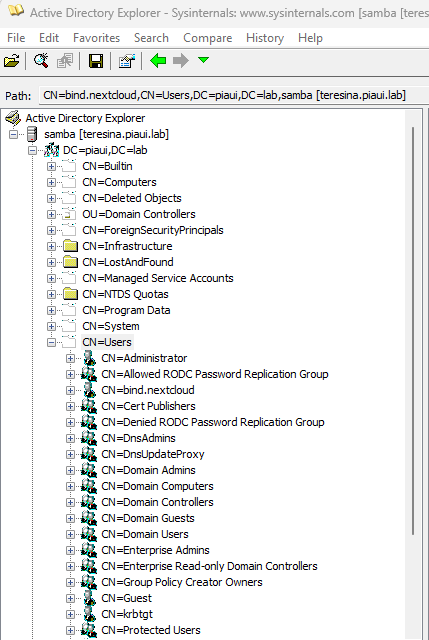 Active Directory Explorer - Sysinternals: www.sysinternals.com [samba [teres
File Edit Favorites Search Compare History Help
Path: CN=bind.nextcloud,CN=Users,DC=piaui,DC=lab,samba [teresina.piaui.lab]
Active Directory Explorer
samba [teresina.piaui.lab]
DC=piaui,DC=lab
CN=Builtin
CN=Computers
CN=Deleted Objects
OU=Domain Controllers
CN=ForeignSecurityPrincipals
CN=Infrastructure
CN=LostAndFound
CN=Managed Service Accounts
CN=NTDS Quotas
CN=Program Data
CN=System
CN=Users
CN=Administrator
CN=Allowed RODC Password Replication Group
CN=bind.nextcloud
CN=Cert Publishers
CN=Denied RODC Password Replication Group
CN=DnsAdmins
CN=DnsUpdateProxy
CN=Domain Admins
CN=Domain Computers
CN=Domain Controllers
CN=Domain Guests
CN=Domain Users
CN=Enterprise Admins
CN=Enterprise Read-only Domain Controllers
CN=Group Policy Creator Owners
CN=Guest
CN=krbtgt
CN=Protected Users